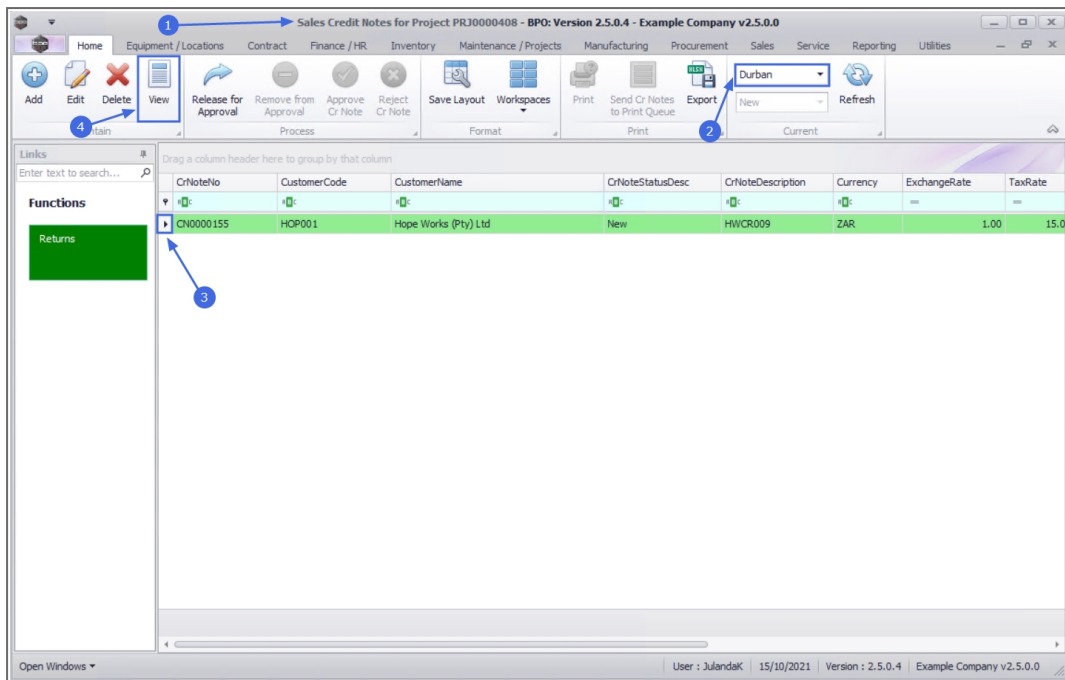 Sales Credit Notes for Project PRJ0000408 - BPO: Version 2.5.0.4 - Example Company v2.5.0.0
1
Home Equipment / Locations Contract Finance / HR Inventory Maintenance / Projects Manufacturing Procurement Sales Service Reporting Utilities
Add Edit Delete View Release for Approval Remove from Approval Approve Cr Note Reject Cr Note Save Layout Workspaces Print Send Cr Notes to Print Queue Export Durban New Refresh
4 ntain Process Format Print 2 Current
Links
Drag a column header here to group by that column
Enter text to search...
CrNoteNo CustomerCode CustomerName CrNoteStatusDesc CrNoteDescription Currency ExchangeRate TaxRate
Functions
CN0000155 HOP001 Hope Works (Pty) Ltd New HWCR009 ZAR 1.00 15.0
Returns
3
Open Windows User : JulandaK 15/10/2021 Version : 2.5.0.4 Example Company v2.5.0.0